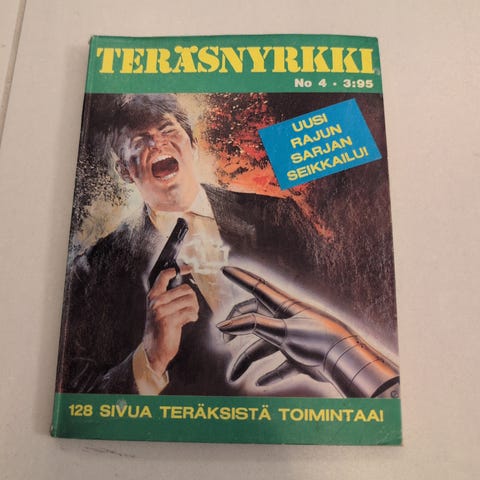 TERÄSNYRKKI
No 4 · 3:95
UUSI
RAJUN
SARJAN
SEIKKAILU!
128 SIVUA TERÄKSISTÄ TOIMINTAA!